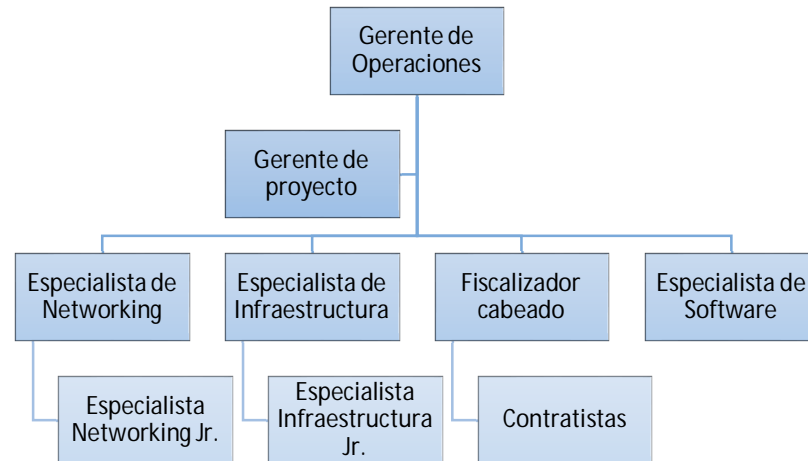 Gerente de
Operaciones
Gerente de
proyecto
Especialista de
Networking
Especialista de
Infraestructura
Fiscalizador
cabeado
Especialista de
Software
Especialista
Networking Jr.
Especialista
Infraestructura
Jr.
Contratistas